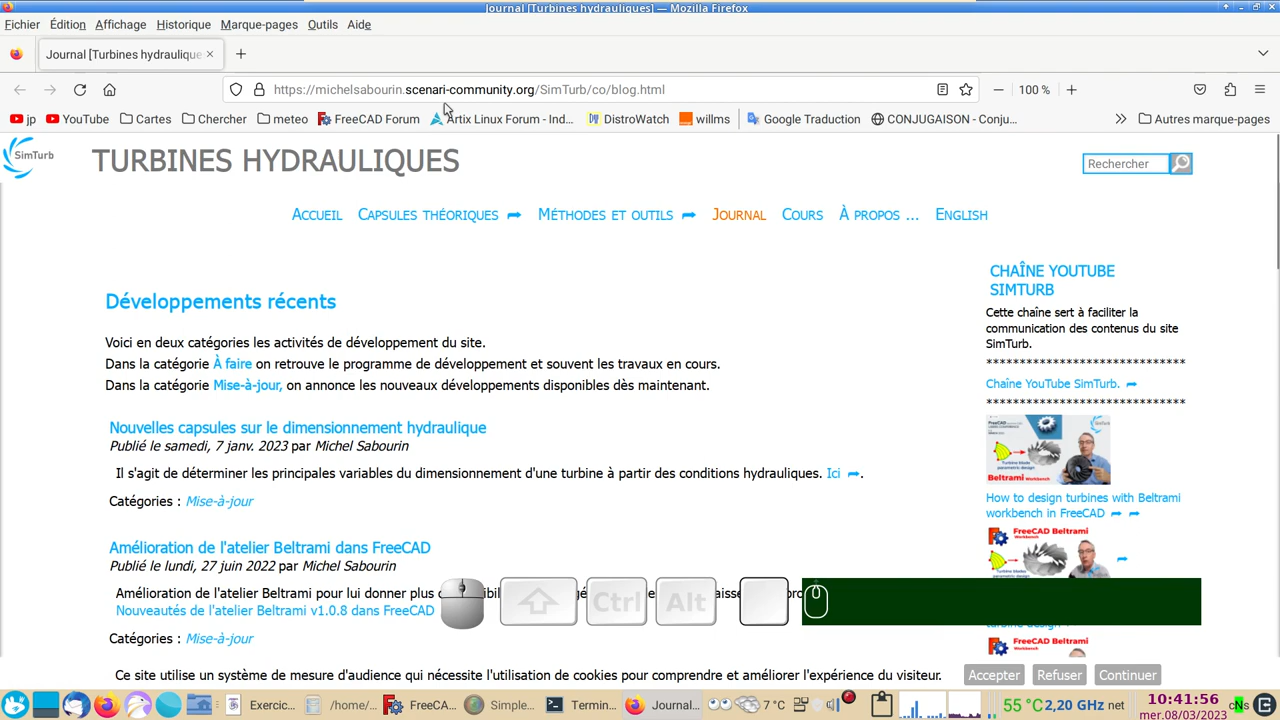 Journal [Turbines hydrauliques] — Mozilla Firefox
Fichier Édition Affichage Historique Marque-pages Outils Aide
Journal [Turbines hydraulique
https://michelsabourin.scenari-community.org/SimTurb/co/blog.html
100 %
jp YouTube Cartes Chercher meteo FreeCAD Forum Artix Linux Forum - Ind… DistroWatch willms Google Traduction CONJUGAISON - Conju… Autres marque-pages
SimTurb
TURBINES HYDRAULIQUES
Rechercher
Accueil Capsules théoriques Méthodes et outils Journal Cours À propos ... English
CHAÎNE YOUTUBE
SIMTURB
Cette chaîne sert à faciliter la
communication des contenus du site
SimTurb.
******************************
Chaîne YouTube SimTurb.
******************************
Beltrami
How to design turbines with Beltrami
workbench in FreeCAD
FreeCAD Beltrami
FreeCAD Beltrami
Développements récents
Voici en deux catégories les activités de développement du site.
Dans la catégorie À faire on retrouve le programme de développement et souvent les travaux en cours.
Dans la catégorie Mise-à-jour, on annonce les nouveaux développements disponibles dès maintenant.
Nouvelles capsules sur le dimensionnement hydraulique
Publié le samedi, 7 janv. 2023 par Michel Sabourin
Il s'agit de déterminer les principales variables du dimensionnement d'une turbine à partir des conditions hydrauliques. Ici .
Catégories : Mise-à-jour
Amélioration de l'atelier Beltrami dans FreeCAD
Publié le lundi, 27 juin 2022 par Michel Sabourin
Amélioration de l'atelier Beltrami pour lui donner plus
Nouveautés de l'atelier Beltrami v1.0.8 dans FreeCAD
Catégories : Mise-à-jour
Ctrl Alt
Ce site utilise un système de mesure d'aidience qui nécessite l'utilisation de cookies pour comprendre et améliorer l'expérience du visiteur. Accepter Refuser Continuer
Exercic... /home/... FreeCA... Simple... Termin... Journal... 7 °C 55 °C 2,20 GHz net 10:41:56
mer.08/03/2023